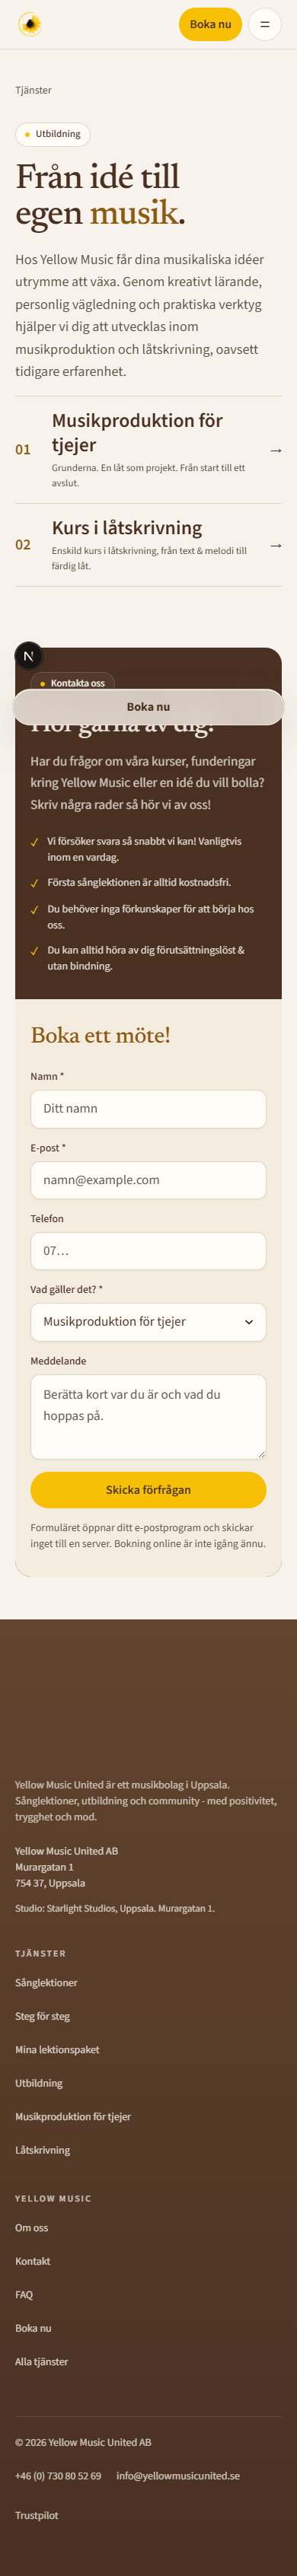 Boka nu
Tjänster
Utbildning
Från idé till
egen musik.
Hos Yellow Music får dina musikaliska idéer
utrymme att växa. Genom kreativt lärande,
personlig vägledning och praktiska verktyg
hjälper vi dig att utvecklas inom
musikproduktion och låtskrivning, oavsett
tidigare erfarenhet.
01
Musikproduktion för
tjejer
Grunderna. En låt som projekt. Från start till ett
avslut.
→
02
Kurs i låtskrivning
Enskild kurs i låtskrivning, från text & melodi till
färdig låt.
→
N
Kontakta oss
Boka nu
Hör gärna av dig!
Har du frågor om våra kurser, funderingar
kring Yellow Music eller en idé du vill bolla?
Skriv några rader så hör vi av oss!
✓ Vi försöker svara så snabbt vi kan! Vanligtvis
inom en vardag.
✓ Första sånglektionen är alltid kostnadsfri.
✓ Du behöver inga förkunskaper för att börja hos
oss.
✓ Du kan alltid höra av dig förutsättningslöst &
utan bindning.
Boka ett möte!
Namn *
Ditt namn
E-post *
namn@example.com
Telefon
07…
Vad gäller det? *
Musikproduktion för tjejer
Meddelande
Berätta kort var du är och vad du
hoppas på.
Skicka förfrågan
Formuläret öppnar ditt e-postprogram och skickar
inget till en server. Bokning online är inte igång ännu.
Yellow Music United är ett musikbolag i Uppsala.
Sånglektioner, utbildning och community - med positivitet,
trygghet och mod.
Yellow Music United AB
Murargatan 1
754 37, Uppsala
Studio: Starlight Studios, Uppsala. Murargatan 1.
TJÄNSTER
Sånglektioner
Steg för steg
Mina lektionspaket
Utbildning
Musikproduktion för tjejer
Låtskrivning
YELLOW MUSIC
Om oss
Kontakt
FAQ
Boka nu
Alla tjänster
© 2026 Yellow Music United AB
+46 (0) 730 80 52 69 info@yellowmusicunited.se
Trustpilot